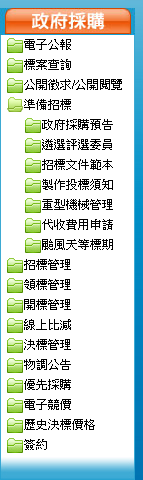 政府採購
電子公報
標案查詢
公開徵求/公開閱覽
準備招標
政府採購預告
遴選評選委員
招標文件範本
製作投標須知
重型機械管理
代收費用申請
颱風天等標期
招標管理
領標管理
開標管理
線上比減
決標管理
物調公告
優先採購
電子競價
歷史決標價格
簽約